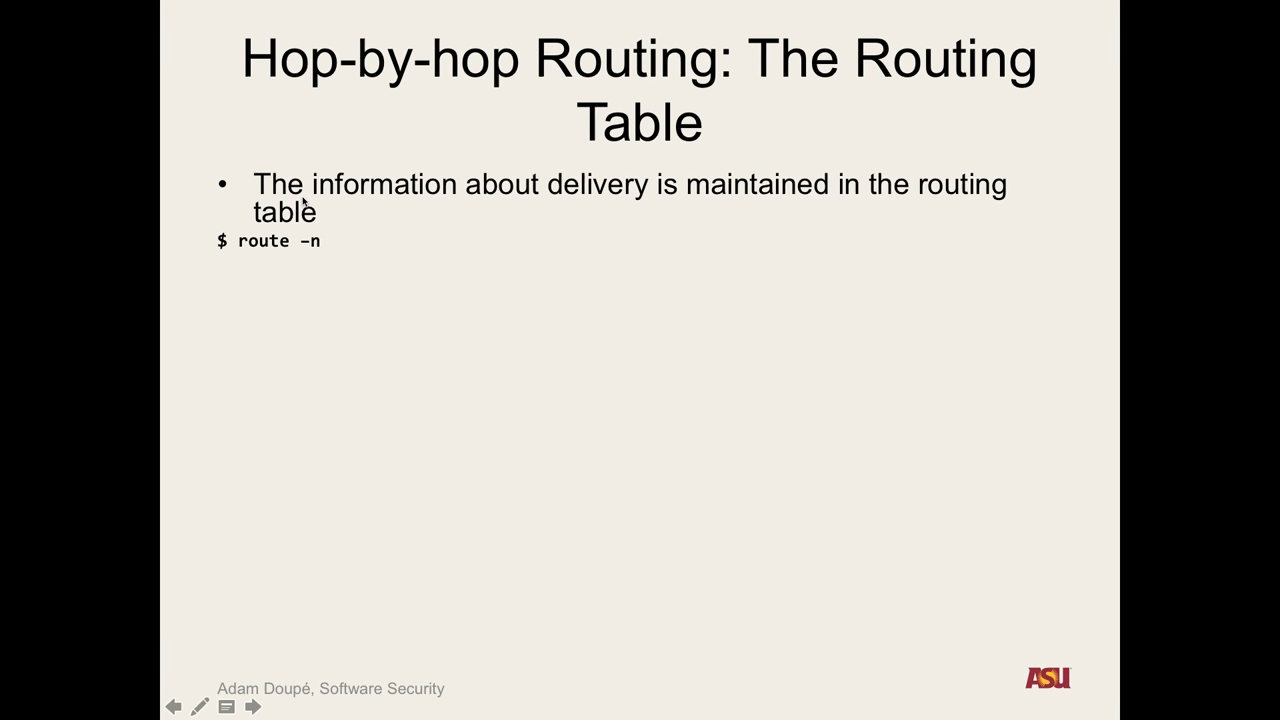 Hop-by-hop Routing: The Routing
Table
• The information about delivery is maintained in the routing
table
$ route –n
Adam Doupé, Software Security
ASU